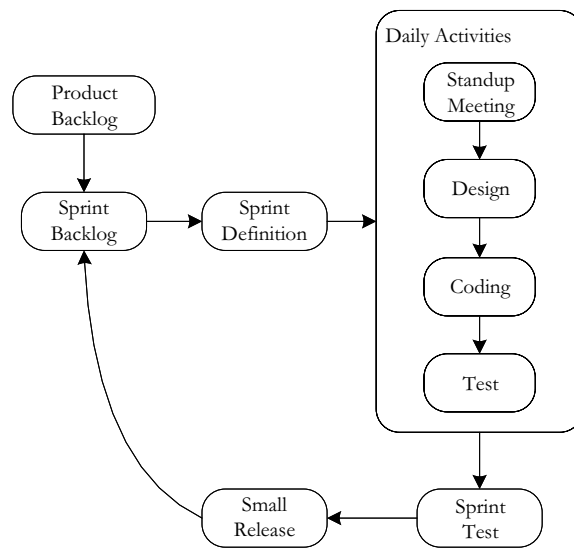 Daily Activities
Standup
Meeting
Product
Backlog
Design
Sprint
Backlog
Sprint
Definition
Coding
Test
Small
Release
Sprint
Test